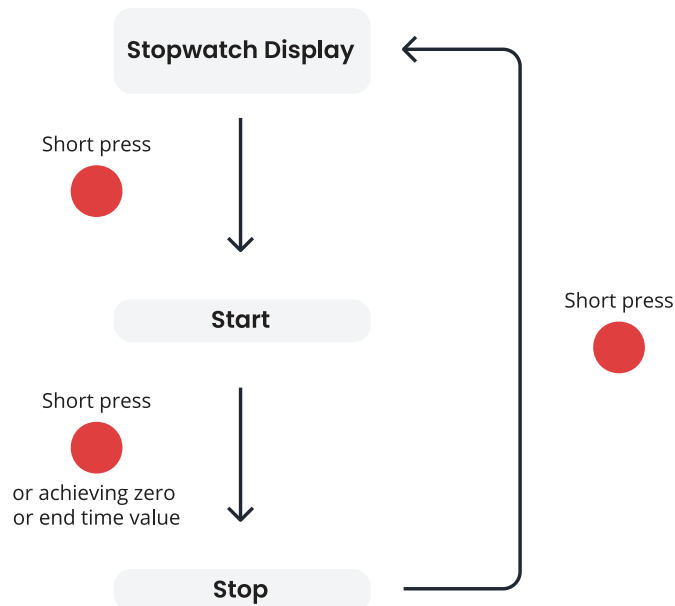 Stopwatch Display
Short press
Start
Short press
Short press
or achieving zero
or end time value
Stop